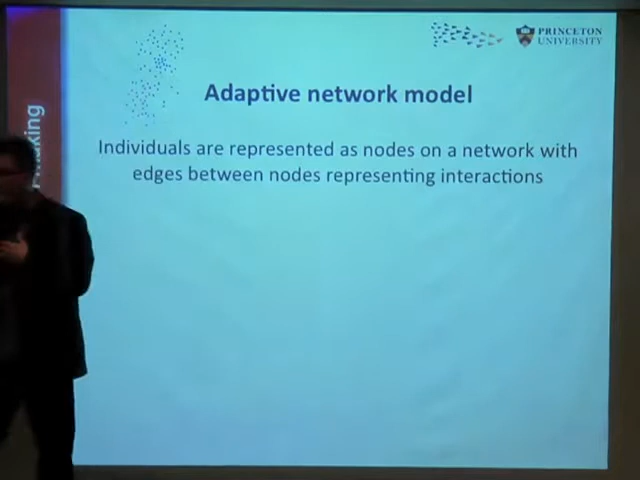 PRINCETON
UNIVERSITY
Adaptive network model
Individuals are represented as nodes on a network with
edges between nodes representing interactions